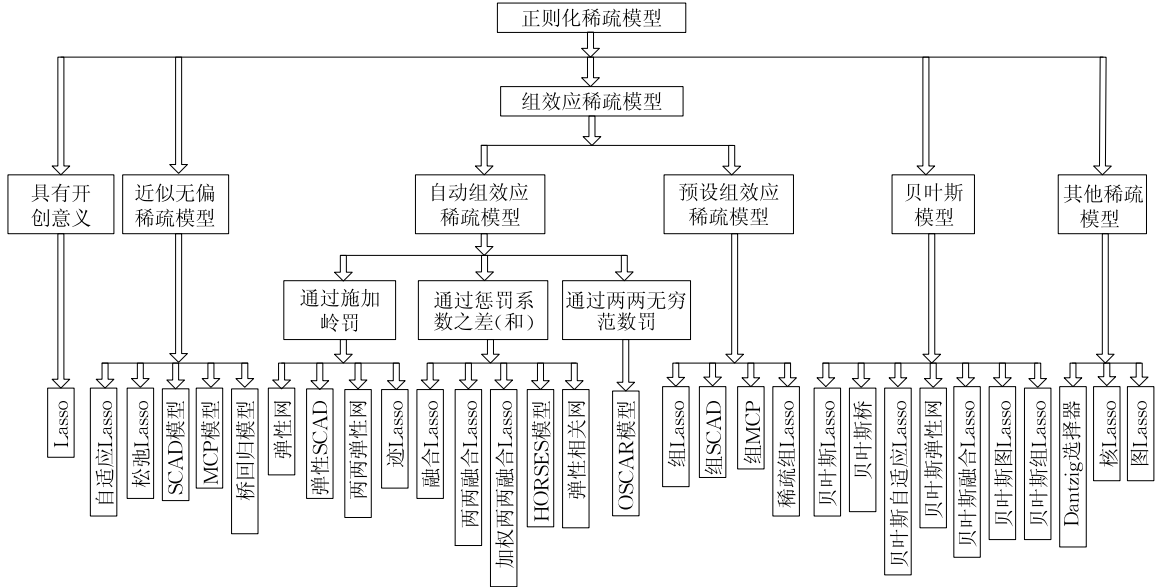 正则化稀疏模型
组效应稀疏模型
具有开
创意义
近似无偏
稀疏模型
自动组效应
稀疏模型
预设组效应
稀疏模型
贝叶斯
模型
其他稀疏
模型
通过施加
岭罚
通过惩罚系
数之差(和)
通过两两无穷
范数罚
Lasso
自适应Lasso
松弛Lasso
SCAD模型
MCP模型
桥回归模型
弹性网
弹性SCAD
两两弹性网
迹Lasso
融合Lasso
两两融合Lasso
加权两两融合Lasso
HORSES模型
弹性相关网
OSCAR模型
组Lasso
组SCAD
组MCP
稀疏组Lasso
贝叶斯Lasso
贝叶斯桥
贝叶斯自适应Lasso
贝叶斯弹性网
贝叶斯融合Lasso
贝叶斯图Lasso
贝叶斯组Lasso
Dantzig选择器
核Lasso
图Lasso